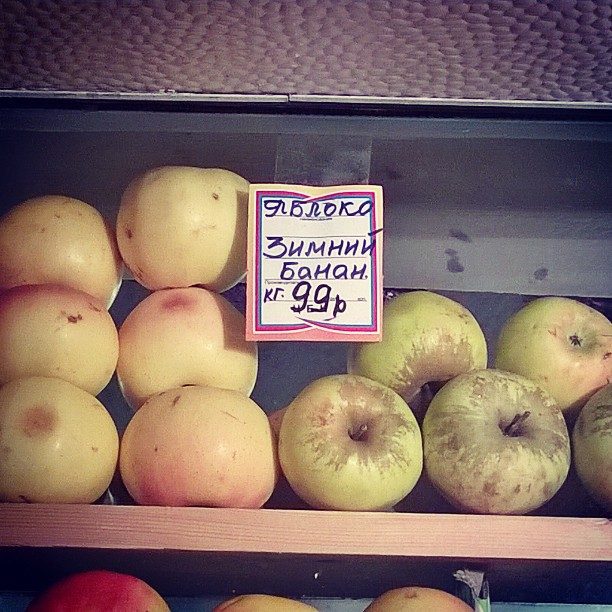 Яблоко
Зимний
Банан.
кг. 99р